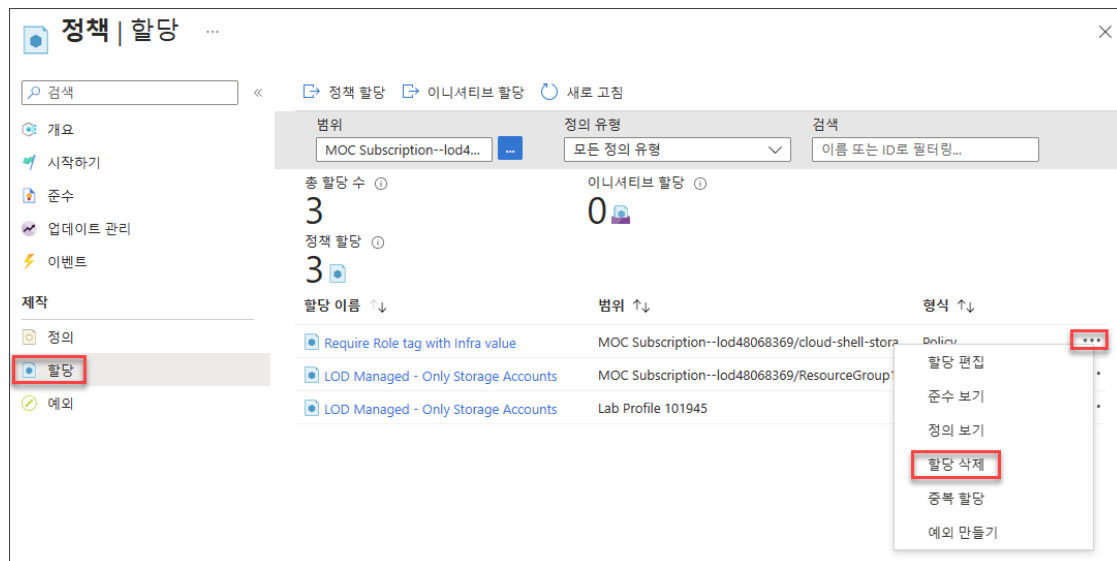 정책 | 할당 ...
검색 «
정책 할당 이니셔티브 할당 새로 고침
개요
시작하기
준수
업데이트 관리
이벤트
제작
정의
할당
예외
범위 정의 유형 검색
MOC Subscription--lod4... ... 모든 정의 유형 이름 또는 ID로 필터링...
총 할당 수 이니셔티브 할당
3 0
정책 할당
3
할당 이름 ↑↓ 범위 ↑↓ 형식 ↑↓
Require Role tag with Infra value MOC Subscription--lod48068369/cloud-shell-stora... Policy ...
LOD Managed - Only Storage Accounts MOC Subscription--lod48068369/ResourceGroup1
LOD Managed - Only Storage Accounts Lab Profile 101945
할당 편집
준수 보기
정의 보기
할당 삭제
중복 할당
예외 만들기